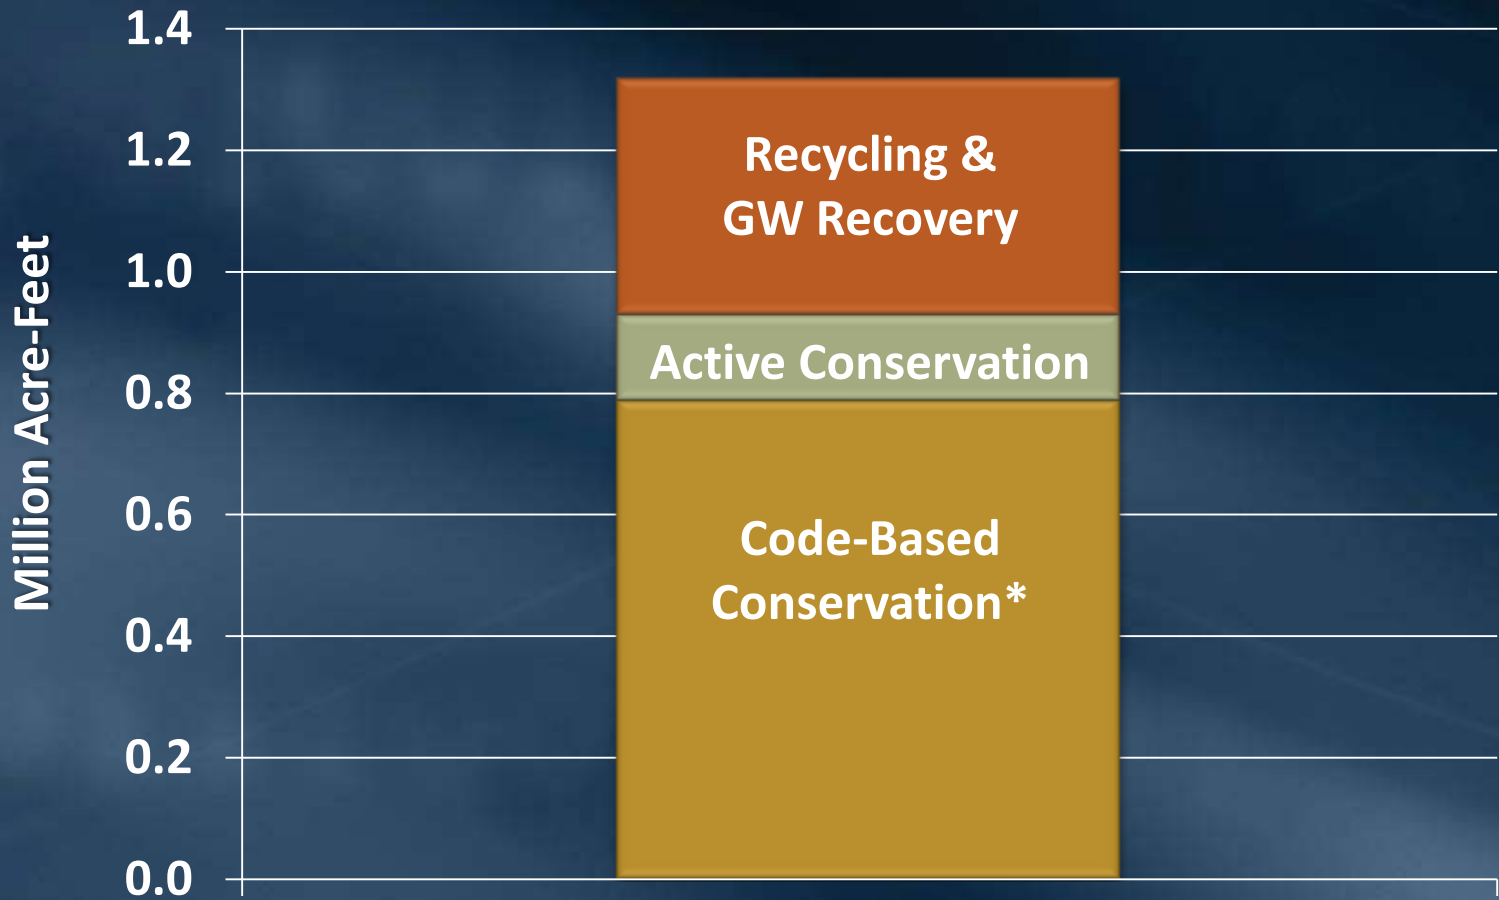 1.4
1.2
1.0
0.8
0.6
0.4
0.2
0.0
Million Acre-Feet
Recycling &
GW Recovery
Active Conservation
Code-Based
Conservation*